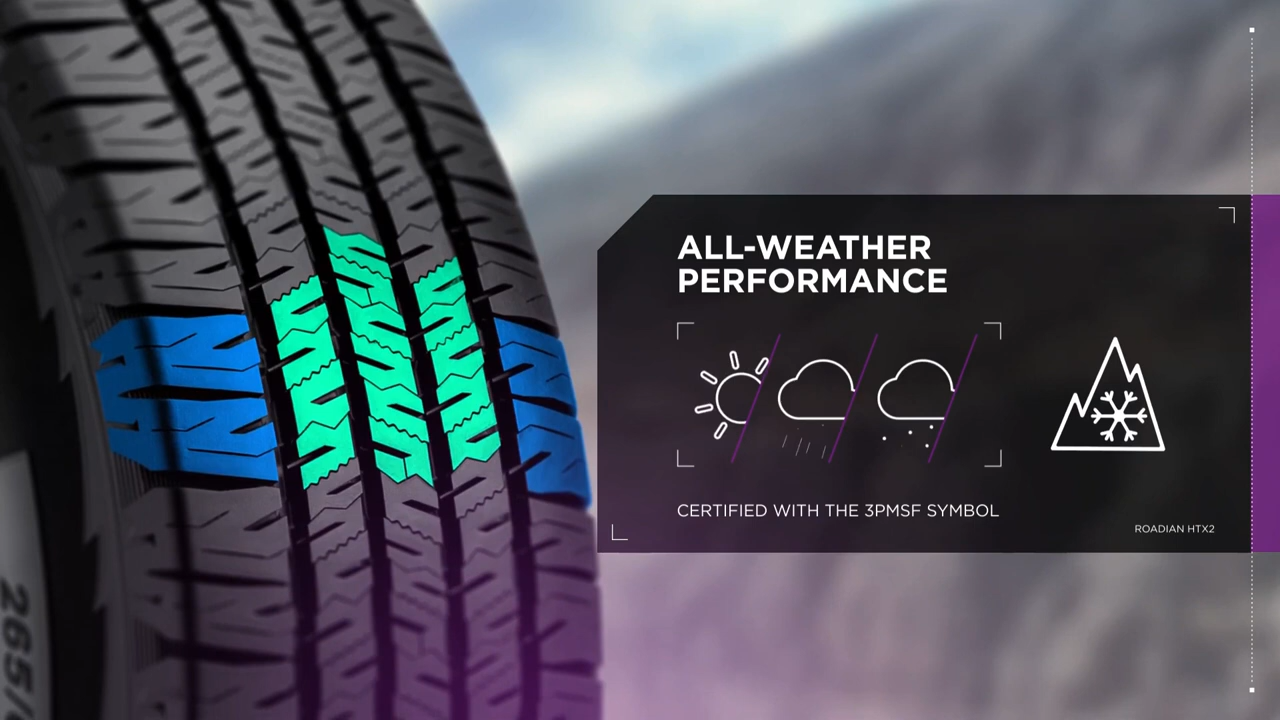 ALL-WEATHER
PERFORMANCE
CERTIFIED WITH THE 3PMSF SYMBOL
ROADIAN HTX2
265/